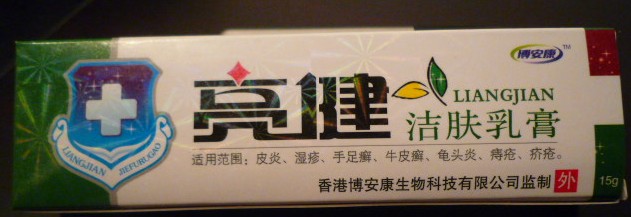 博安康 TM
亮健
LIANGJIAN
洁肤乳膏
LIANGJIAN JIEFURUGAO
适用范围：皮炎、湿疹、手足癣、牛皮癣、龟头炎、痔疮、疥疮。
香港博安康生物科技有限公司监制 外
15g